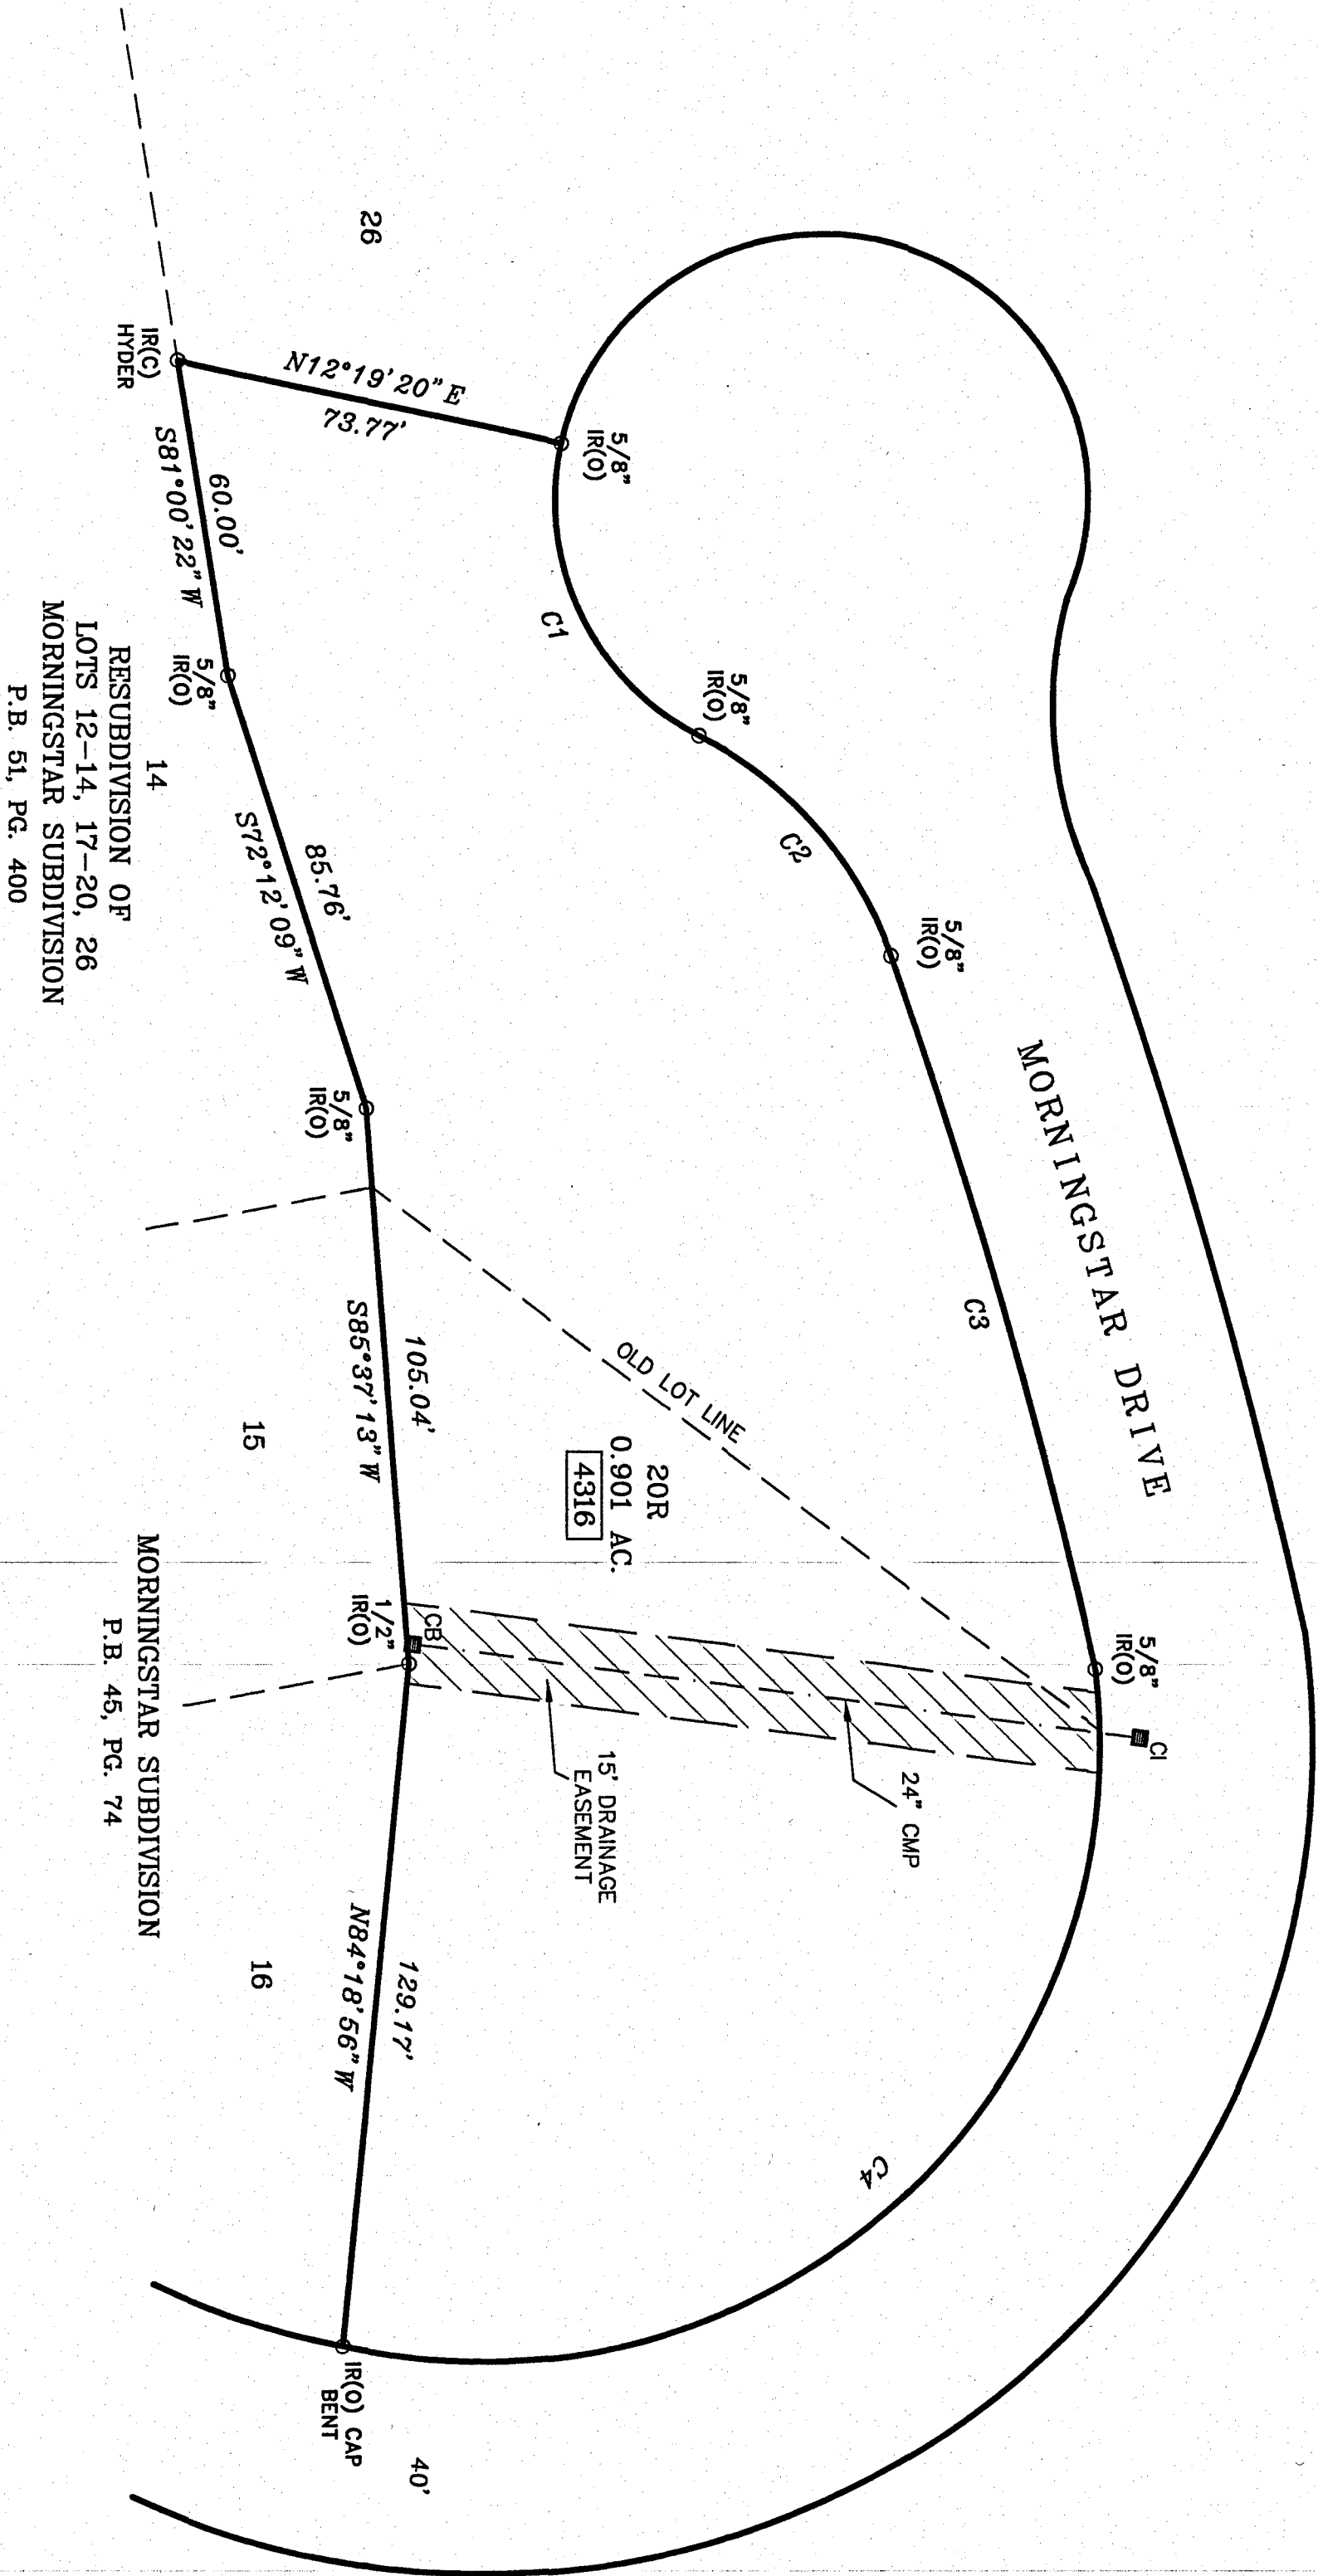 MORNINGSTAR DRIVE
26
N12°19'20"E
73.77'
5/8"
IR(O)
IR(C)
HYDER
60.00'
S81°00'22"W
C1
5/8"
IR(O)
5/8"
IR(O)
C2
5/8"
IR(O)
85.76'
S72°12'09"W
14
RESUBDIVISION OF
LOTS 12-14, 17-20, 26
MORNINGSTAR SUBDIVISION
P.B. 51, PG. 400
5/8"
IR(O)
C3
OLD LOT LINE
105.04'
S85°37'13"W
15
20R
0.901 AC.
4316
MORNINGSTAR SUBDIVISION
P.B. 45, PG. 74
1/2"
IR(O)
CB
5/8"
IR(O)
CI
24" CMP
15' DRAINAGE
EASEMENT
129.17'
N84°18'56"W
16
C4
IR(O) CAP
BENT
40'